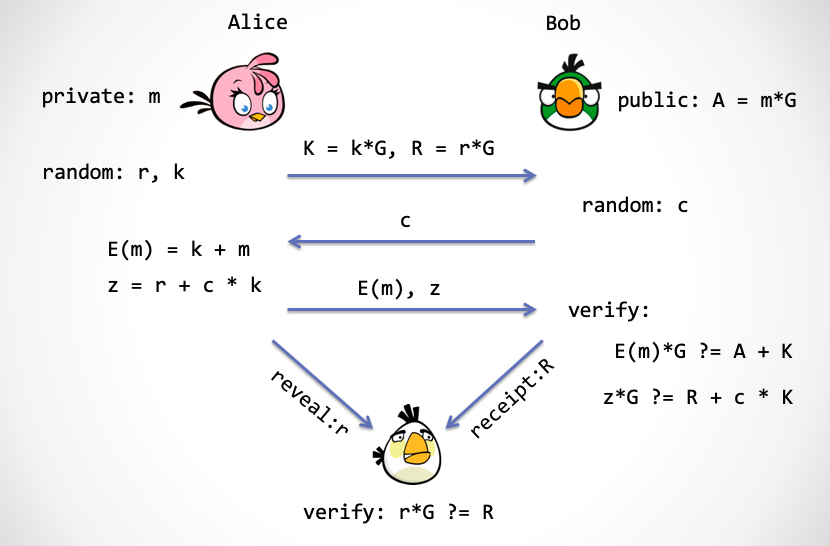 Alice
Bob
private: m
public: A = m*G
K = k*G, R = r*G
random: r, k
random: c
c
E(m) = k + m
z = r + c * k
E(m), z
verify:
E(m)*G ?= A + K
z*G ?= R + c * K
reveal:r
receipt:R
verify: r*G ?= R